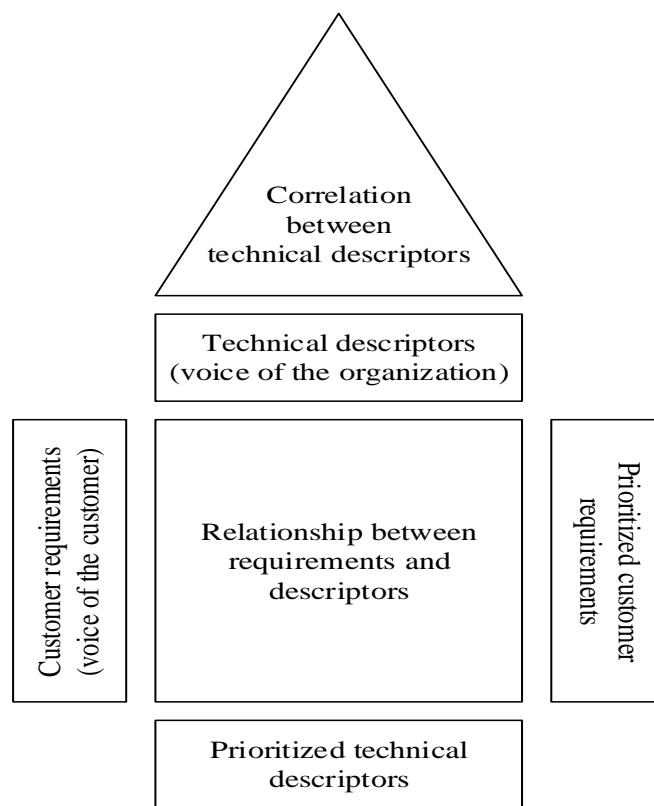 Correlation
between
technical descriptors
Technical descriptors
(voice of the organization)
Customer requirements
(voice of the customer)
Relationship between
requirements and
descriptors
Prioritized customer
requirements
Prioritized technical
descriptors